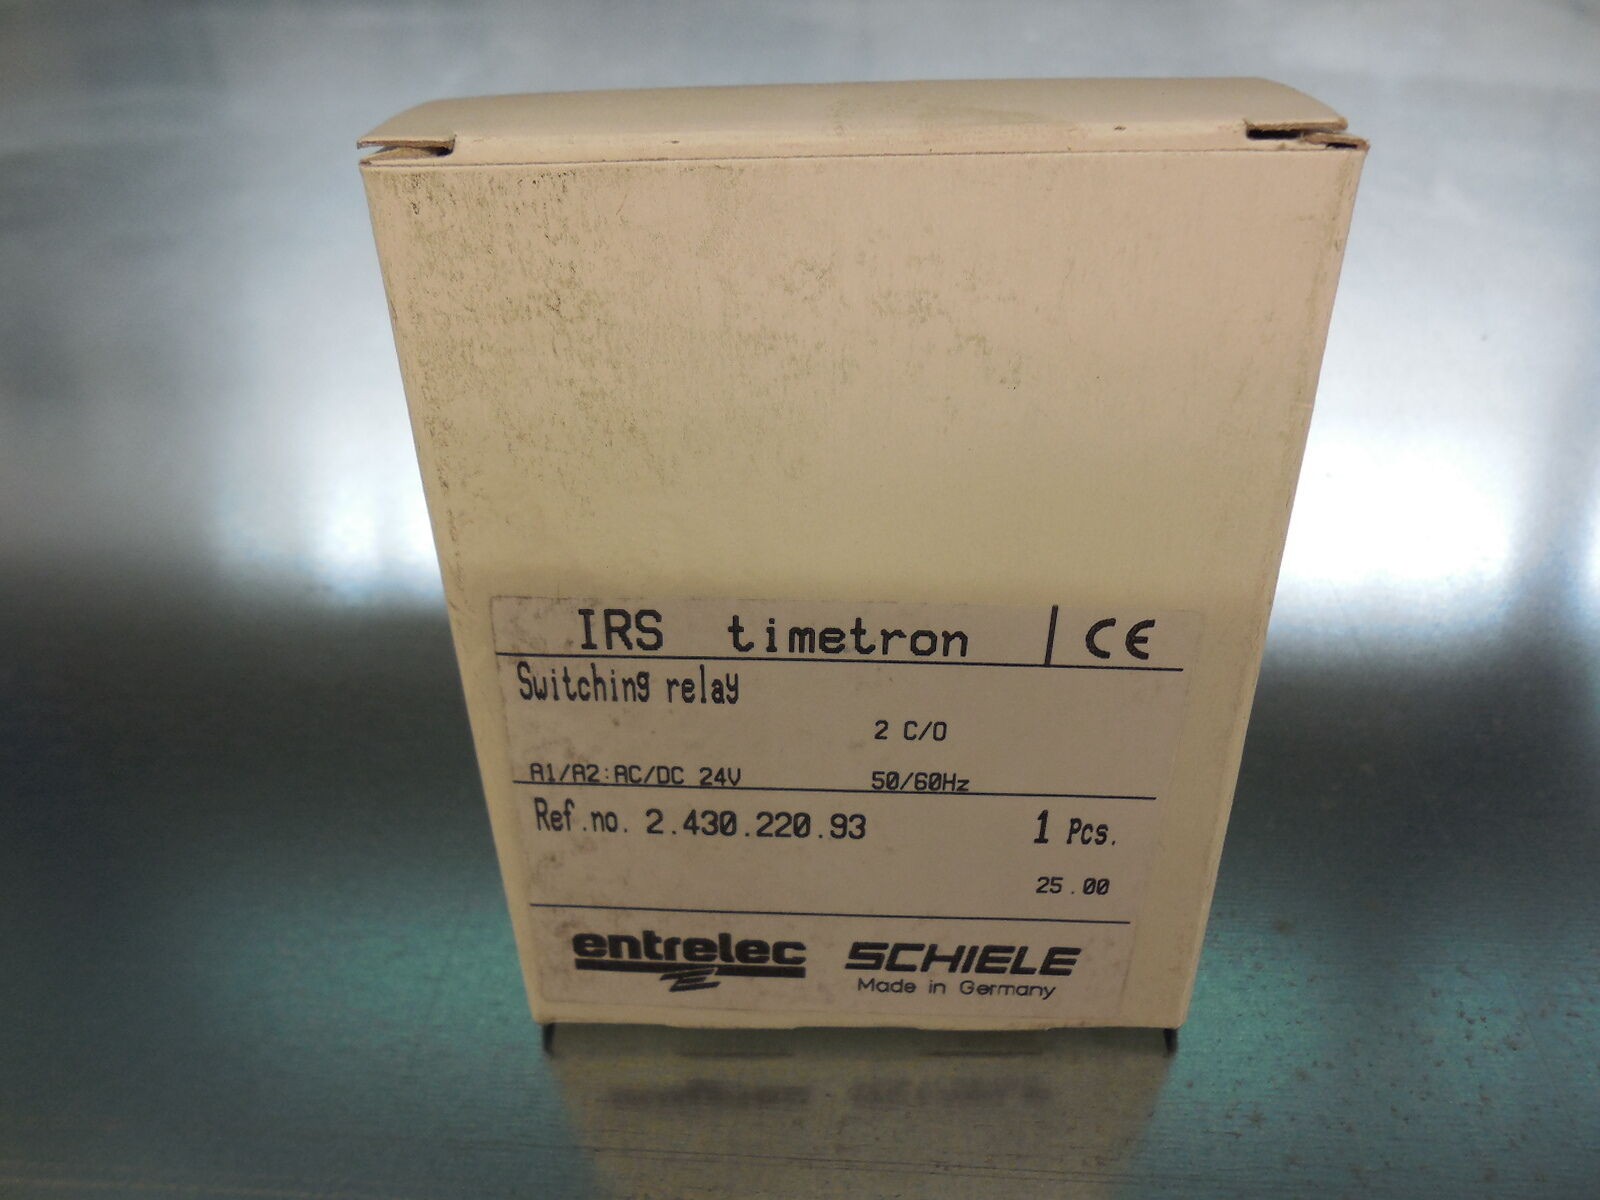 IRS timetron | CE
Switching relay
2 C/O
A1/A2:AC/DC 24V 50/60Hz
Ref.no. 2.430.220.93 1 Pcs.
25.00
entrelec SCHIELE
Made in Germany